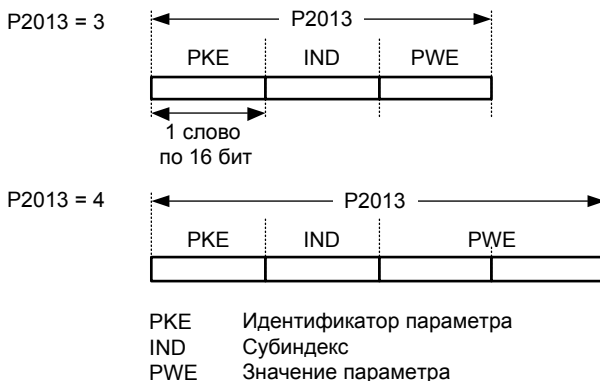 P2013 = 3
P2013
PKE IND PWE
1 слово
по 16 бит
P2013 = 4
P2013
PKE IND PWE
PKE Идентификатор параметра
IND Субиндекс
PWE Значение параметра